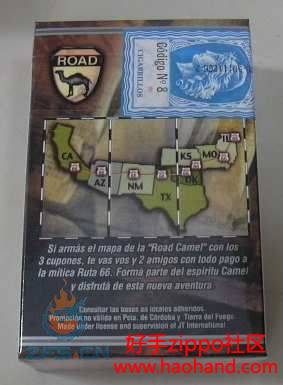 ROAD
Código Nº 8
CIGARRILLOS
CA
AZ
NM
TX
KS
OK
MO
Si armás el mapa de la "Road Camel" con los
3 cupones, te vas vos y 2 amigos con todo pago a
la mítica Ruta 66. Formá parte del espíritu Camel
y disfrutá de esta nueva aventura
Consultar las bases en locales adheridos.
Promoción no válida en Pcia. de Córdoba y Tierra del Fuego
Made under license and supervision of JT International
好手zippo社区
www.haohand.com